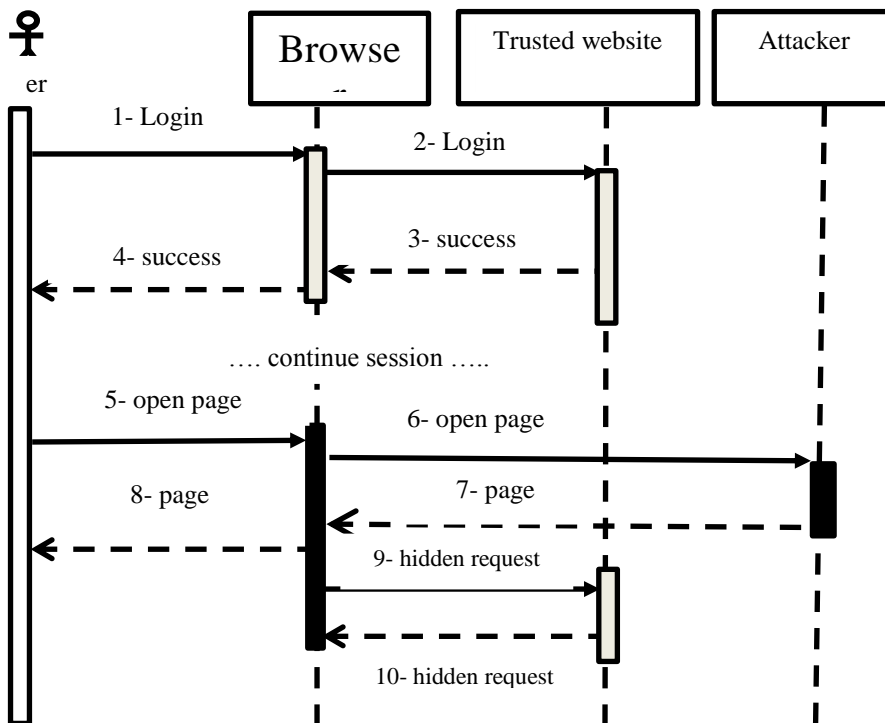 Browse
Trusted website
Attacker
er
1- Login
2- Login
3- success
4- success
…. continue session …..
5- open page
6- open page
8- page
7- page
9- hidden request
10- hidden request